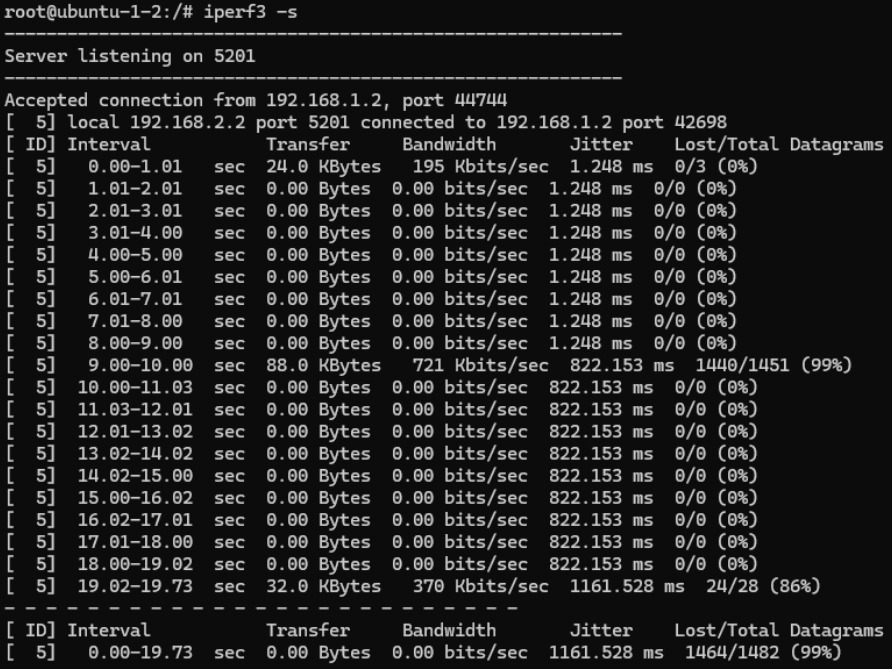 root@ubuntu-1-2:/# iperf3 -s
-----------------------------------------------------------
Server listening on 5201
-----------------------------------------------------------
Accepted connection from 192.168.1.2, port 44744
[  5] local 192.168.2.2 port 5201 connected to 192.168.1.2 port 42698
[ ID] Interval           Transfer     Bandwidth       Jitter    Lost/Total Datagrams
[  5]   0.00-1.01   sec  24.0 KBytes   195 Kbits/sec  1.248 ms  0/3 (0%)
[  5]   1.01-2.01   sec  0.00 Bytes  0.00 bits/sec  1.248 ms  0/0 (0%)
[  5]   2.01-3.01   sec  0.00 Bytes  0.00 bits/sec  1.248 ms  0/0 (0%)
[  5]   3.01-4.00   sec  0.00 Bytes  0.00 bits/sec  1.248 ms  0/0 (0%)
[  5]   4.00-5.00   sec  0.00 Bytes  0.00 bits/sec  1.248 ms  0/0 (0%)
[  5]   5.00-6.01   sec  0.00 Bytes  0.00 bits/sec  1.248 ms  0/0 (0%)
[  5]   6.01-7.01   sec  0.00 Bytes  0.00 bits/sec  1.248 ms  0/0 (0%)
[  5]   7.01-8.00   sec  0.00 Bytes  0.00 bits/sec  1.248 ms  0/0 (0%)
[  5]   8.00-9.00   sec  0.00 Bytes  0.00 bits/sec  1.248 ms  0/0 (0%)
[  5]   9.00-10.00  sec  88.0 KBytes   721 Kbits/sec  822.153 ms  1440/1451 (99%)
[  5]  10.00-11.03  sec  0.00 Bytes  0.00 bits/sec  822.153 ms  0/0 (0%)
[  5]  11.03-12.01  sec  0.00 Bytes  0.00 bits/sec  822.153 ms  0/0 (0%)
[  5]  12.01-13.02  sec  0.00 Bytes  0.00 bits/sec  822.153 ms  0/0 (0%)
[  5]  13.02-14.02  sec  0.00 Bytes  0.00 bits/sec  822.153 ms  0/0 (0%)
[  5]  14.02-15.00  sec  0.00 Bytes  0.00 bits/sec  822.153 ms  0/0 (0%)
[  5]  15.00-16.02  sec  0.00 Bytes  0.00 bits/sec  822.153 ms  0/0 (0%)
[  5]  16.02-17.01  sec  0.00 Bytes  0.00 bits/sec  822.153 ms  0/0 (0%)
[  5]  17.01-18.00  sec  0.00 Bytes  0.00 bits/sec  822.153 ms  0/0 (0%)
[  5]  18.00-19.02  sec  0.00 Bytes  0.00 bits/sec  822.153 ms  0/0 (0%)
[  5]  19.02-19.73  sec  32.0 KBytes   370 Kbits/sec  1161.528 ms  24/28 (86%)
- - - - - - - - - - - - - - - - - - - - - - - - -
[ ID] Interval           Transfer     Bandwidth       Jitter    Lost/Total Datagrams
[  5]   0.00-19.73  sec  0.00 Bytes  0.00 bits/sec  1161.528 ms  1464/1482 (99%)